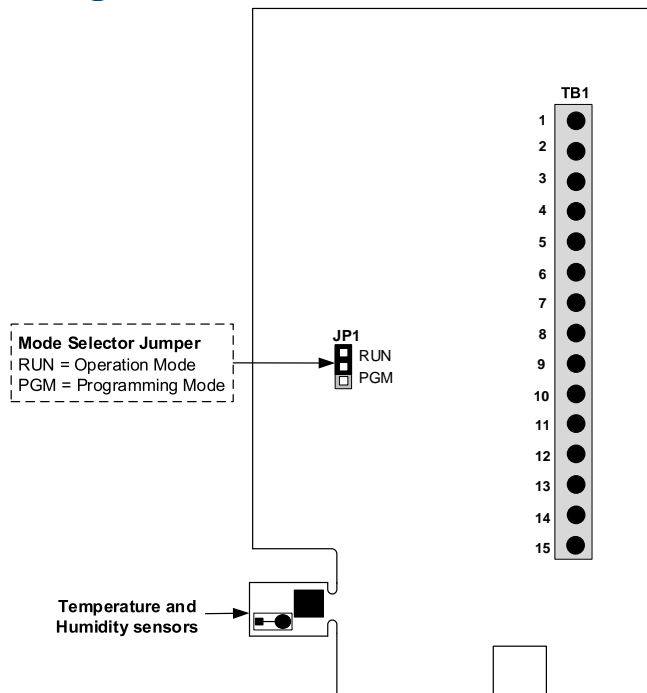 TB1
1
2
3
4
5
6
7
8
9
10
11
12
13
14
15
JP1
RUN
PGM
Mode Selector Jumper
RUN = Operation Mode
PGM = Programming Mode
Temperature and
Humidity sensors